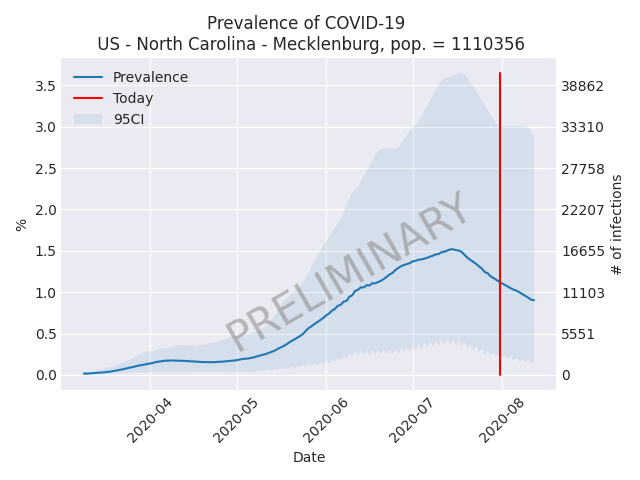 Prevalence of COVID-19
US - North Carolina - Mecklenburg, pop. = 1110356
Prevalence
Today
95CI
3.5
3.0
2.5
2.0
1.5
1.0
0.5
0.0
%
38862
33310
27758
22207
16655
11103
5551
0
# of infections
PRELIMINARY
2020-04
2020-05
2020-06
2020-07
2020-08
Date